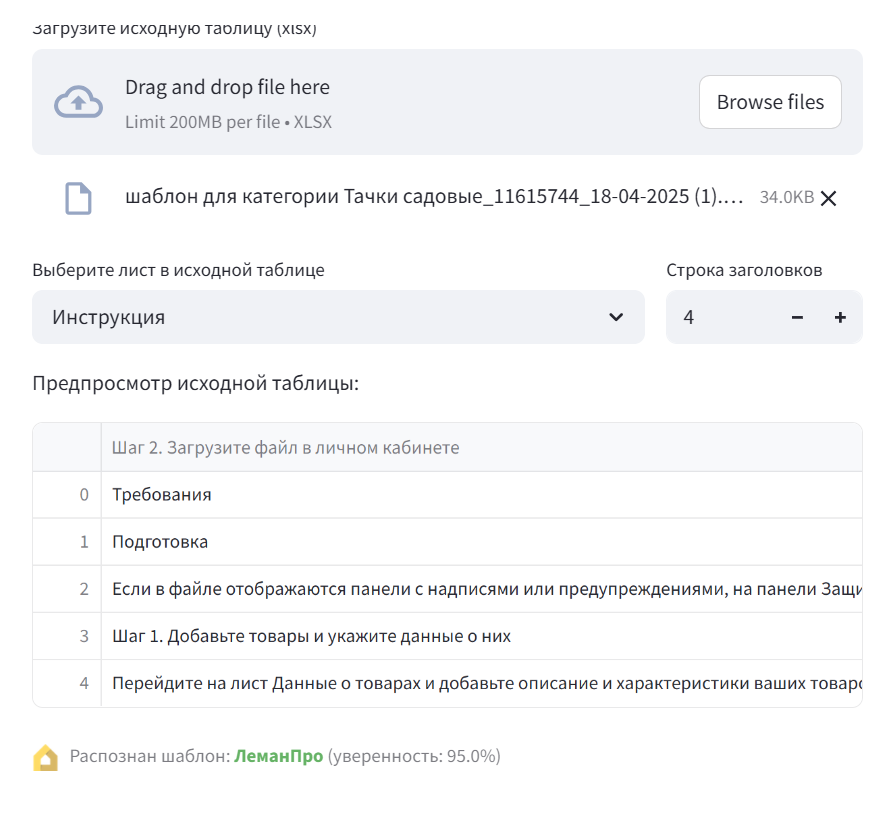 Загрузите исходную таблицу (xlsx)
Drag and drop file here
Limit 200MB per file • XLSX
Browse files
шаблон для категории Тачки садовые_11615744_18-04-2025 (1).… 34.0KB
Выберите лист в исходной таблице
Строка заголовков
Инструкция
4
Предпросмотр исходной таблицы:
Шаг 2. Загрузите файл в личном кабинете
0 Требования
1 Подготовка
2 Если в файле отображаются панели с надписями или предупреждениями, на панели Защи
3 Шаг 1. Добавьте товары и укажите данные о них
4 Перейдите на лист Данные о товарах и добавьте описание и характеристики ваших товаро
Распознан шаблон: ЛеманПро (уверенность: 95.0%)